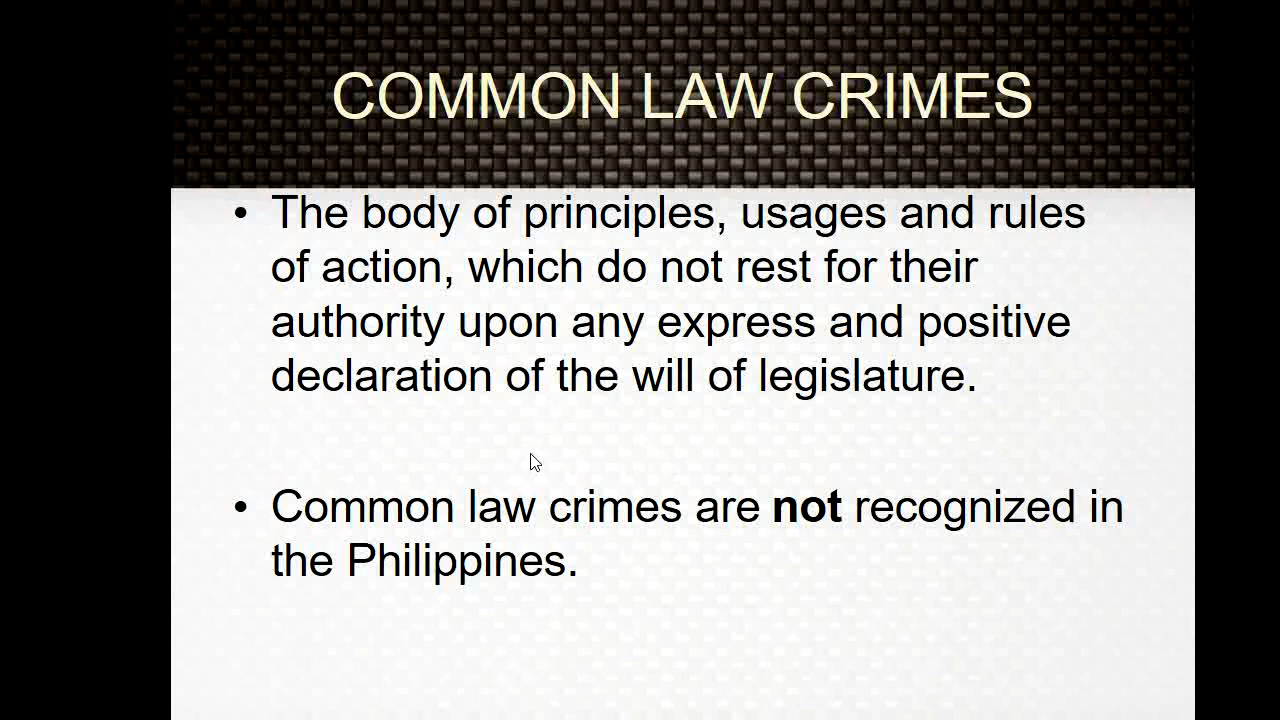 COMMON LAW CRIMES
• The body of principles, usages and rules
of action, which do not rest for their
authority upon any express and positive
declaration of the will of legislature.
• Common law crimes are not recognized in
the Philippines.